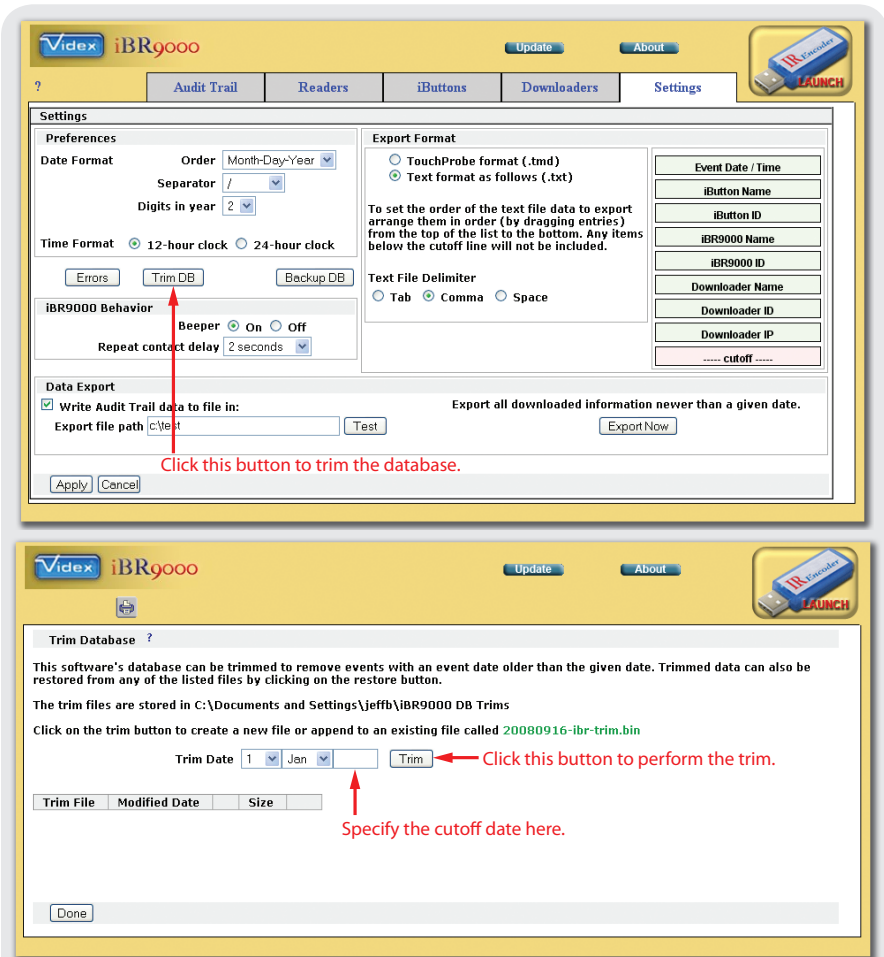 Videx iBR9000
Update About
IR Encoder
LAUNCH
? Audit Trail Readers iButtons Downloaders Settings
Settings
Preferences
Date Format Order Month-Day-Year
Separator /
Digits in year 2
Time Format 12-hour clock 24-hour clock
Errors Trim DB Backup DB
iBR9000 Behavior
Beeper On Off
Repeat contact delay 2 seconds
Export Format
TouchProbe format (.tmd)
Text format as follows (.txt)
To set the order of the text file data to export
arrange them in order (by dragging entries)
from the top of the list to the bottom. Any items
below the cutoff line will not be included.
Text File Delimiter
Tab Comma Space
Event Date / Time
iButton Name
iButton ID
iBR9000 Name
iBR9000 ID
Downloader Name
Downloader ID
Downloader IP
----- cutoff -----
Data Export
Write Audit Trail data to file in:
Export file path c:\test Test
Export all downloaded information newer than a given date.
Export Now
Click this button to trim the database.
Apply Cancel
Videx iBR9000
Update About
IR Encoder
LAUNCH
Trim Database ?
This software's database can be trimmed to remove events with an event date older than the given date. Trimmed data can also be
restored from any of the listed files by clicking on the restore button.
The trim files are stored in C:\Documents and Settings\jeffb\iBR9000 DB Trims
Click on the trim button to create a new file or append to an existing file called 20080916-ibr-trim.bin
Trim Date 1 Jan Trim Click this button to perform the trim.
Trim File Modified Date Size
Specify the cutoff date here.
Done